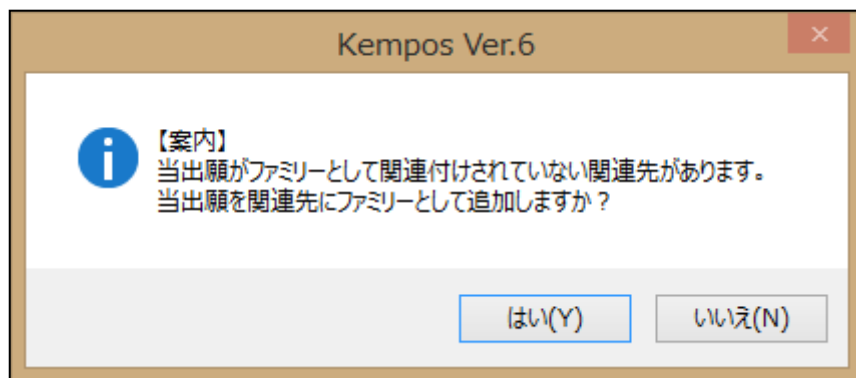 Kempos Ver.6
【案内】
当出願がファミリーとして関連付けされていない関連先があります。
当出願を関連先にファミリーとして追加しますか？
はい(Y)
いいえ(N)